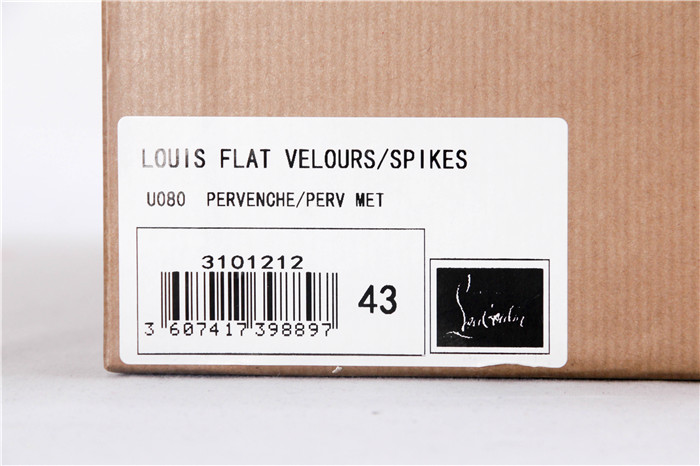 LOUIS FLAT VELOURS/SPIKES
U080 PERVENCHE/PERV MET
3101212
3 607417 398897
43